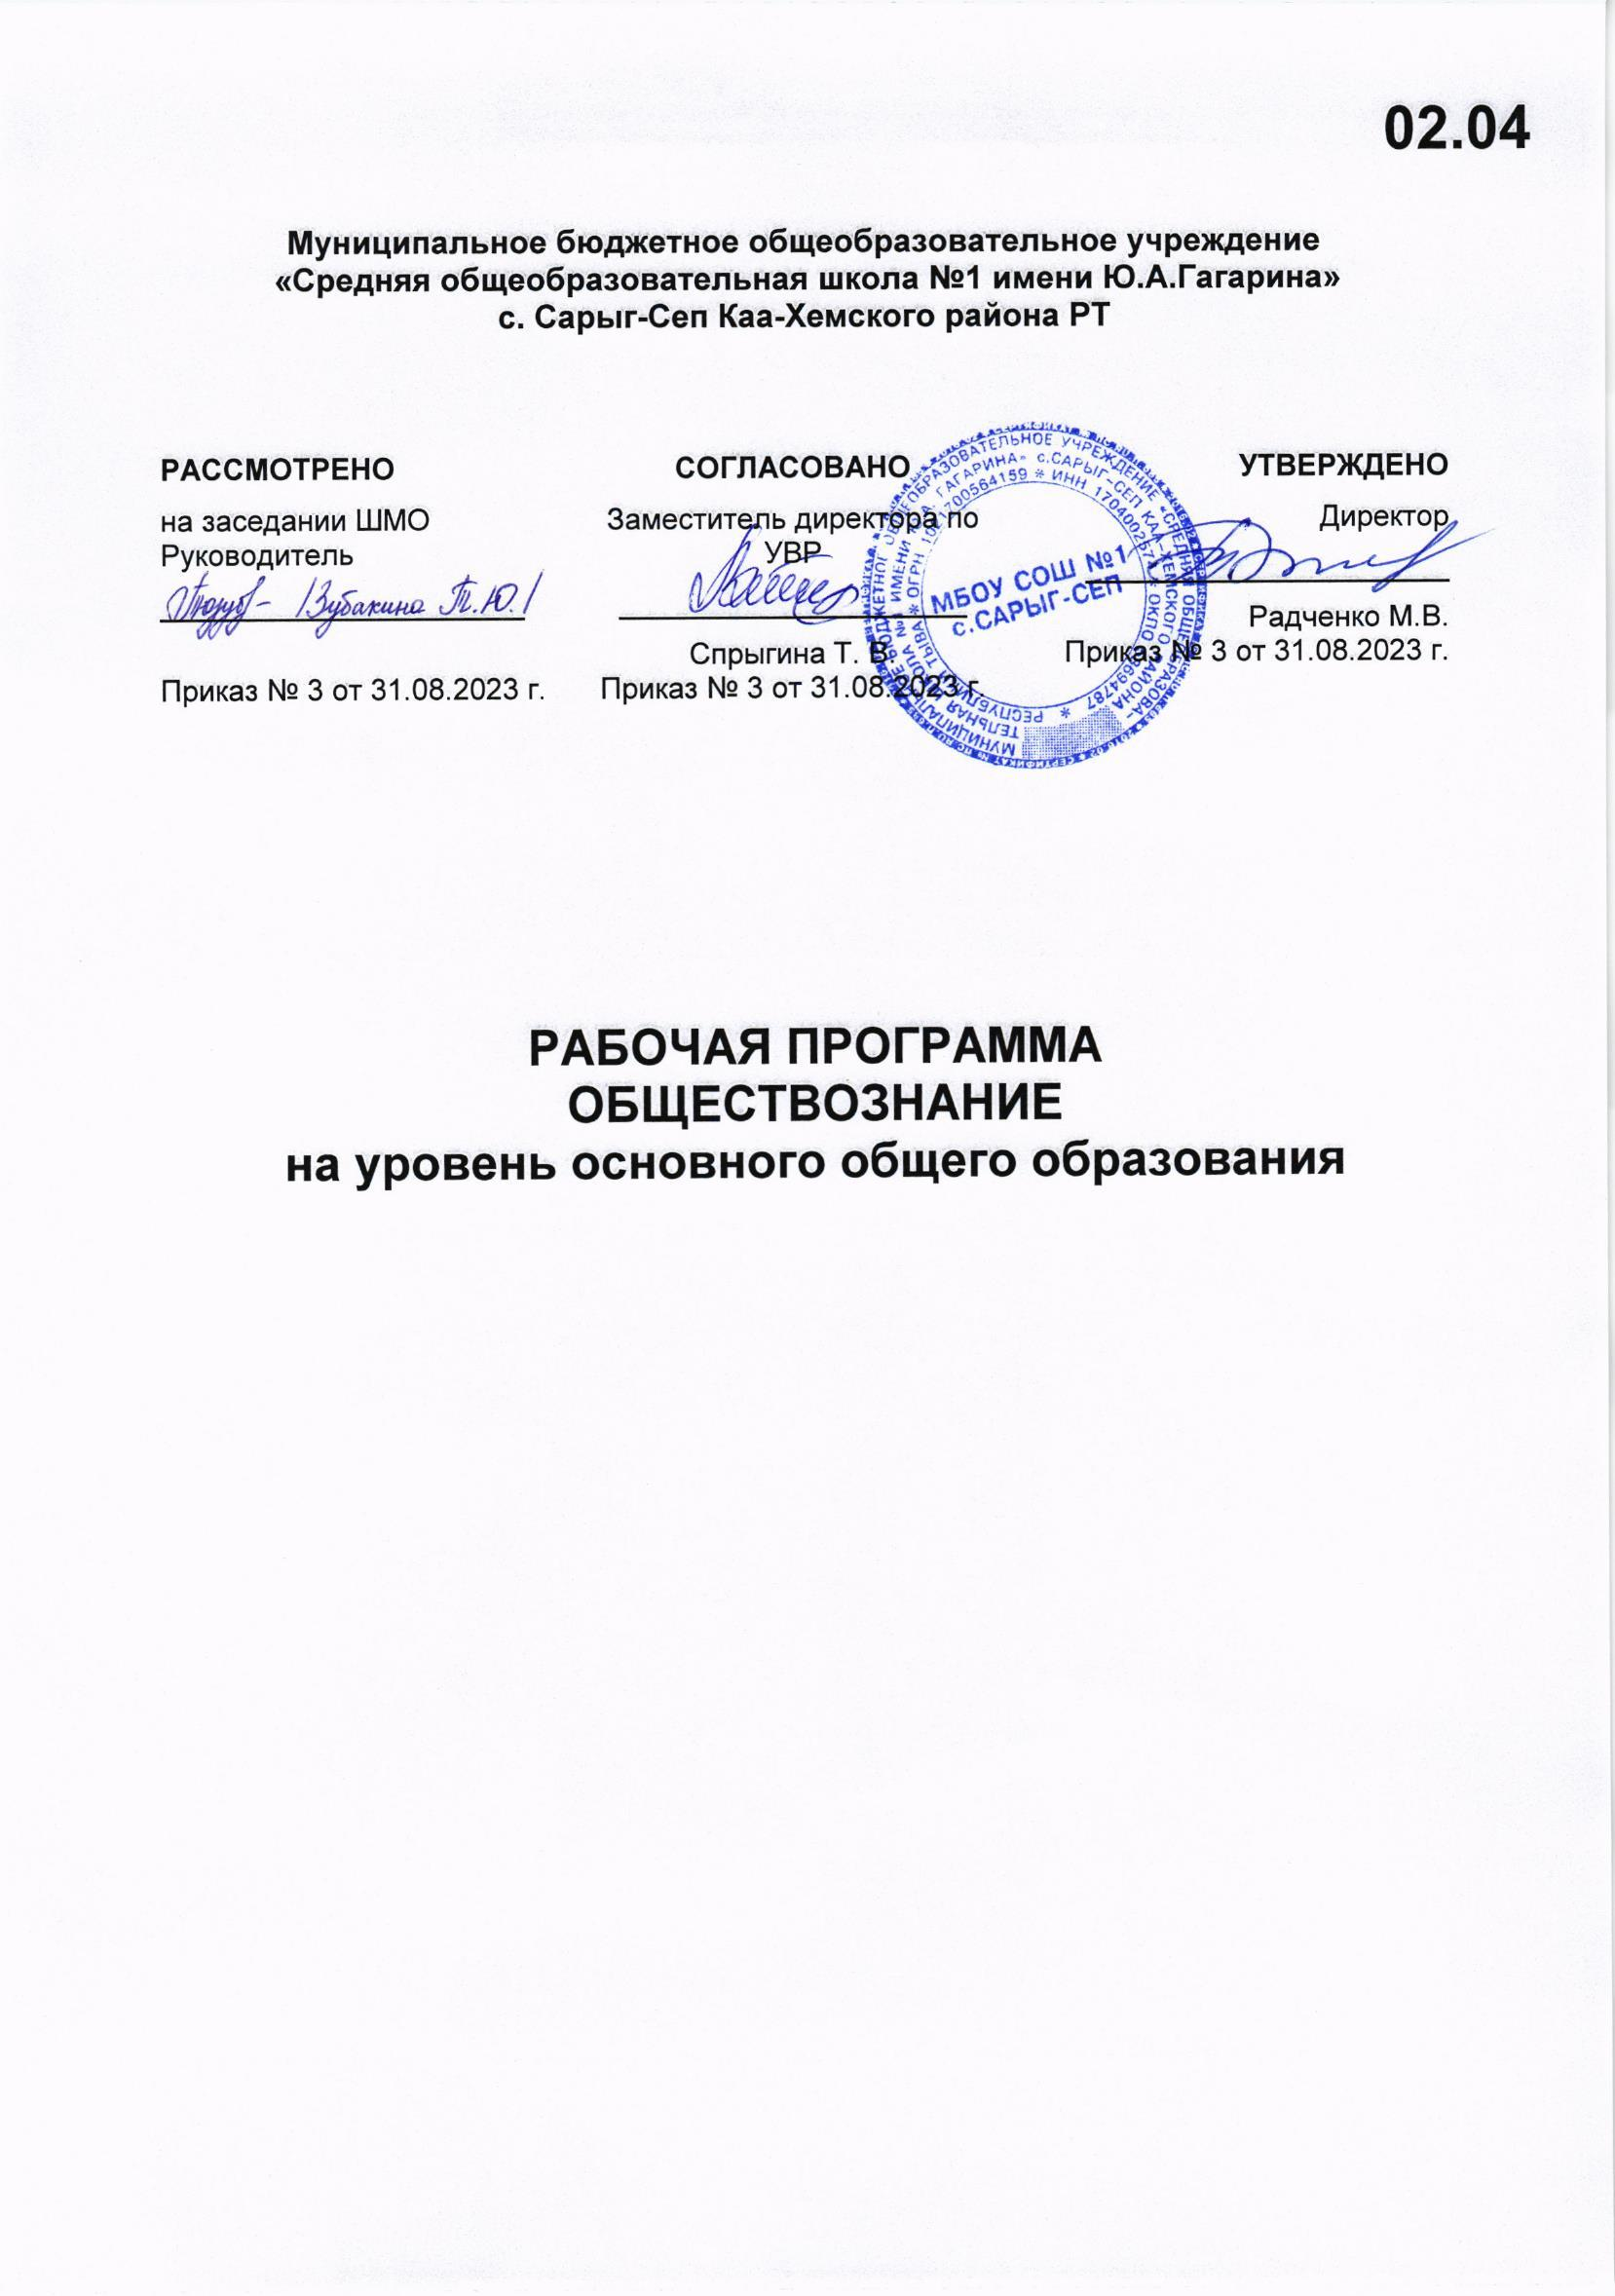 02.04
Муниципальное бюджетное общеобразовательное учреждение
«Средняя общеобразовательная школа №1 имени Ю.А.Гагарина»
с. Сарыг-Сеп Каа-Хемского района РТ
РАССМОТРЕНО
на заседании ШМО
Руководитель
/Зубакина Т.Ю./
Приказ № 3 от 31.08.2023 г.
СОГЛАСОВАНО
Заместитель директора по
УВР
Спрыгина Т. В.
Приказ № 3 от 31.08.2023 г.
УТВЕРЖДЕНО
Директор
Радченко М.В.
Приказ № 3 от 31.08.2023 г.
МБОУ СОШ №1
с.САРЫГ-СЕП
РАБОЧАЯ ПРОГРАММА
ОБЩЕСТВОЗНАНИЕ
на уровень основного общего образования